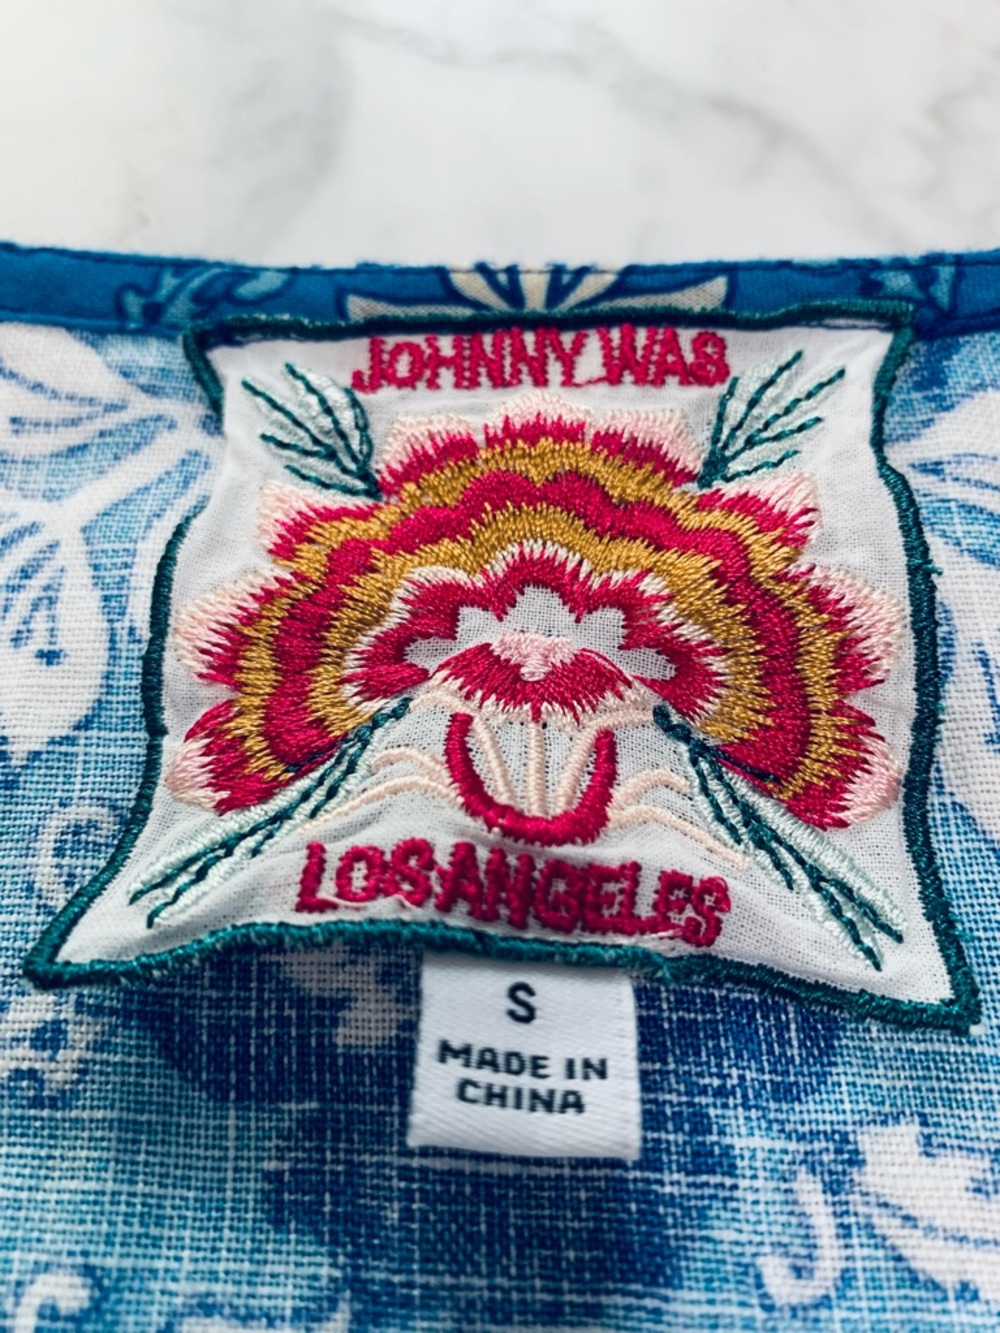 JOHNNY WAS
LOS ANGELES
S
MADE IN
CHINA